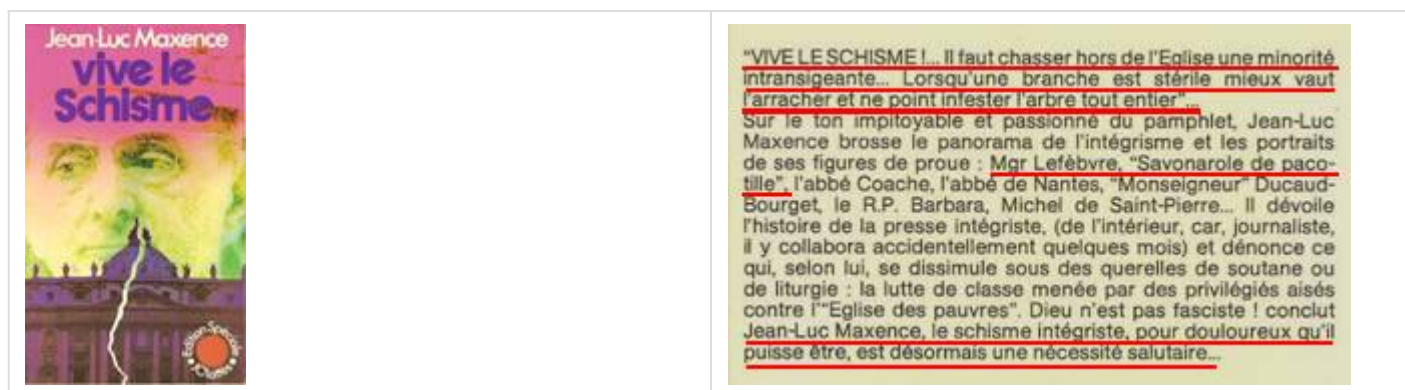 Jean-Luc Maxence
vive le
Schisme
Edition Spéciale
"VIVE LE SCHISME !... Il faut chasser hors de l'Eglise une minorité
intransigeante... Lorsqu'une branche est stérile mieux vaut
l'arracher et ne point infester l'arbre tout entier"...
Sur le ton impitoyable et passionné du pamphlet, Jean-Luc
Maxence brosse le panorama de l'intégrisme et les portraits
de ses figures de proue : Mgr Lefèbvre, "Savonarole de paco-
tille", l'abbé Coache, l'abbé de Nantes, "Monseigneur" Ducaud-
Bourget, le R.P. Barbara, Michel de Saint-Pierre... Il dévoile
l'histoire de la presse intégriste, (de l'intérieur, car, journaliste,
il y collabora accidentellement quelques mois) et dénonce ce
qui, selon lui, se dissimule sous des querelles de soutane ou
de liturgie : la lutte de classe menée par des privilégiés aisés
contre l'"Eglise des pauvres". Dieu n'est pas fasciste ! conclut
Jean-Luc Maxence, le schisme intégriste, pour douloureux qu'il
puisse être, est désormais une nécessité salutaire...